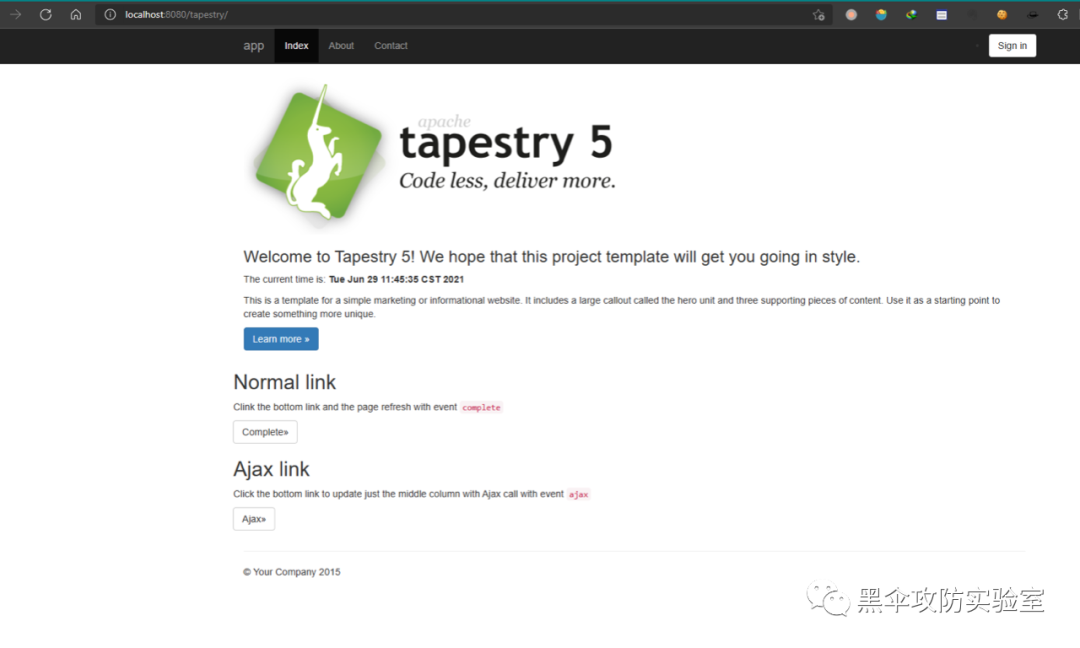 localhost:8080/tapestry/
app Index About Contact Sign in
apache
tapestry 5
Code less, deliver more.
Welcome to Tapestry 5! We hope that this project template will get you going in style.
The current time is: Tue Jun 29 11:45:35 CST 2021
This is a template for a simple marketing or informational website. It includes a large callout called the hero unit and three supporting pieces of content. Use it as a starting point to
create something more unique.
Learn more »
Normal link
Clink the bottom link and the page refresh with event complete
Complete»
Ajax link
Click the bottom link to update just the middle column with Ajax call with event ajax
Ajax»
© Your Company 2015
黑伞攻防实验室